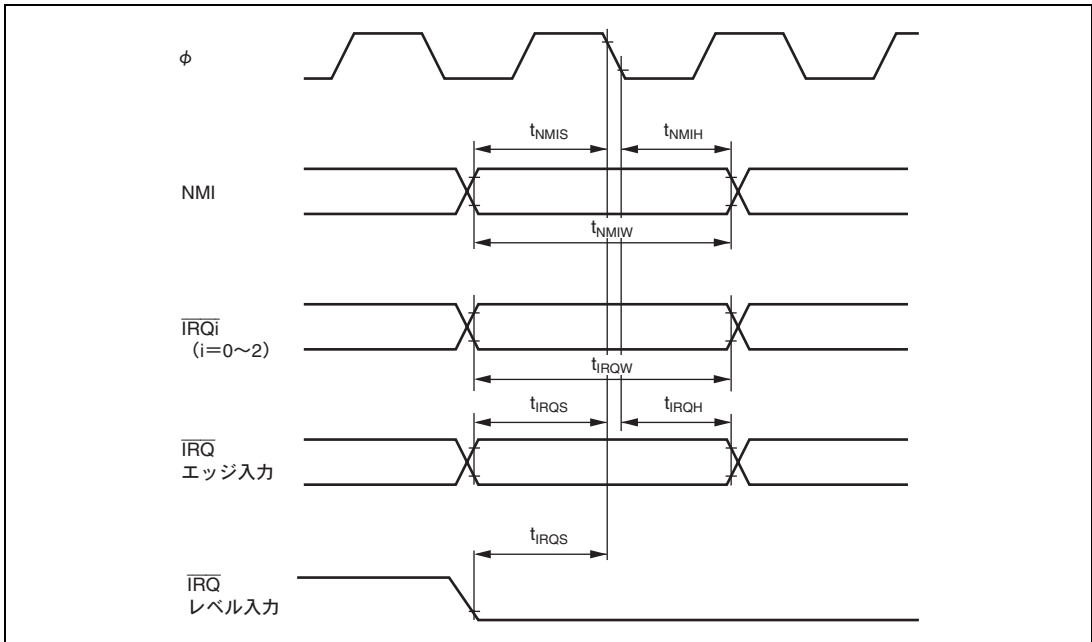 φ
tNMIS tNMIH
NMI
tNMIW
IRQi
（i＝0～2）
tIRQW
tIRQS tIRQH
IRQ
エッジ入力
tIRQS
IRQ
レベル入力